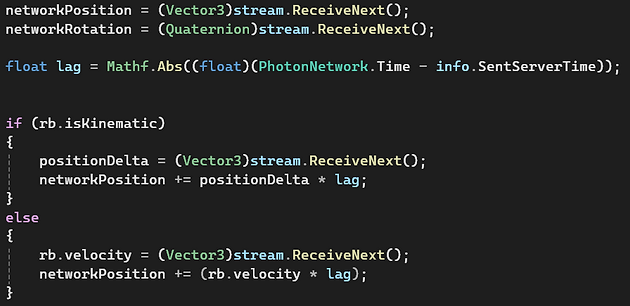 networkPosition = (Vector3)stream.ReceiveNext();
networkRotation = (Quaternion)stream.ReceiveNext();
float lag = Mathf.Abs((float)(PhotonNetwork.Time - info.SentServerTime));
if (rb.isKinematic)
{
positionDelta = (Vector3)stream.ReceiveNext();
networkPosition += positionDelta * lag;
}
else
{
rb.velocity = (Vector3)stream.ReceiveNext();
networkPosition += (rb.velocity * lag);
}